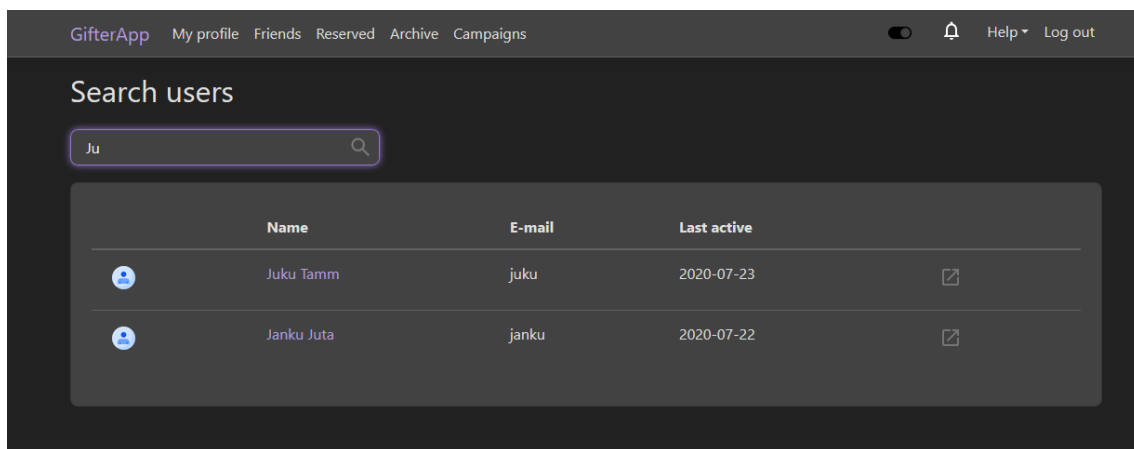 GifterApp My profile Friends Reserved Archive Campaigns Help Log out
Search users
Ju
Name E-mail Last active
Juku Tamm juku 2020-07-23
Janku Juta janku 2020-07-22